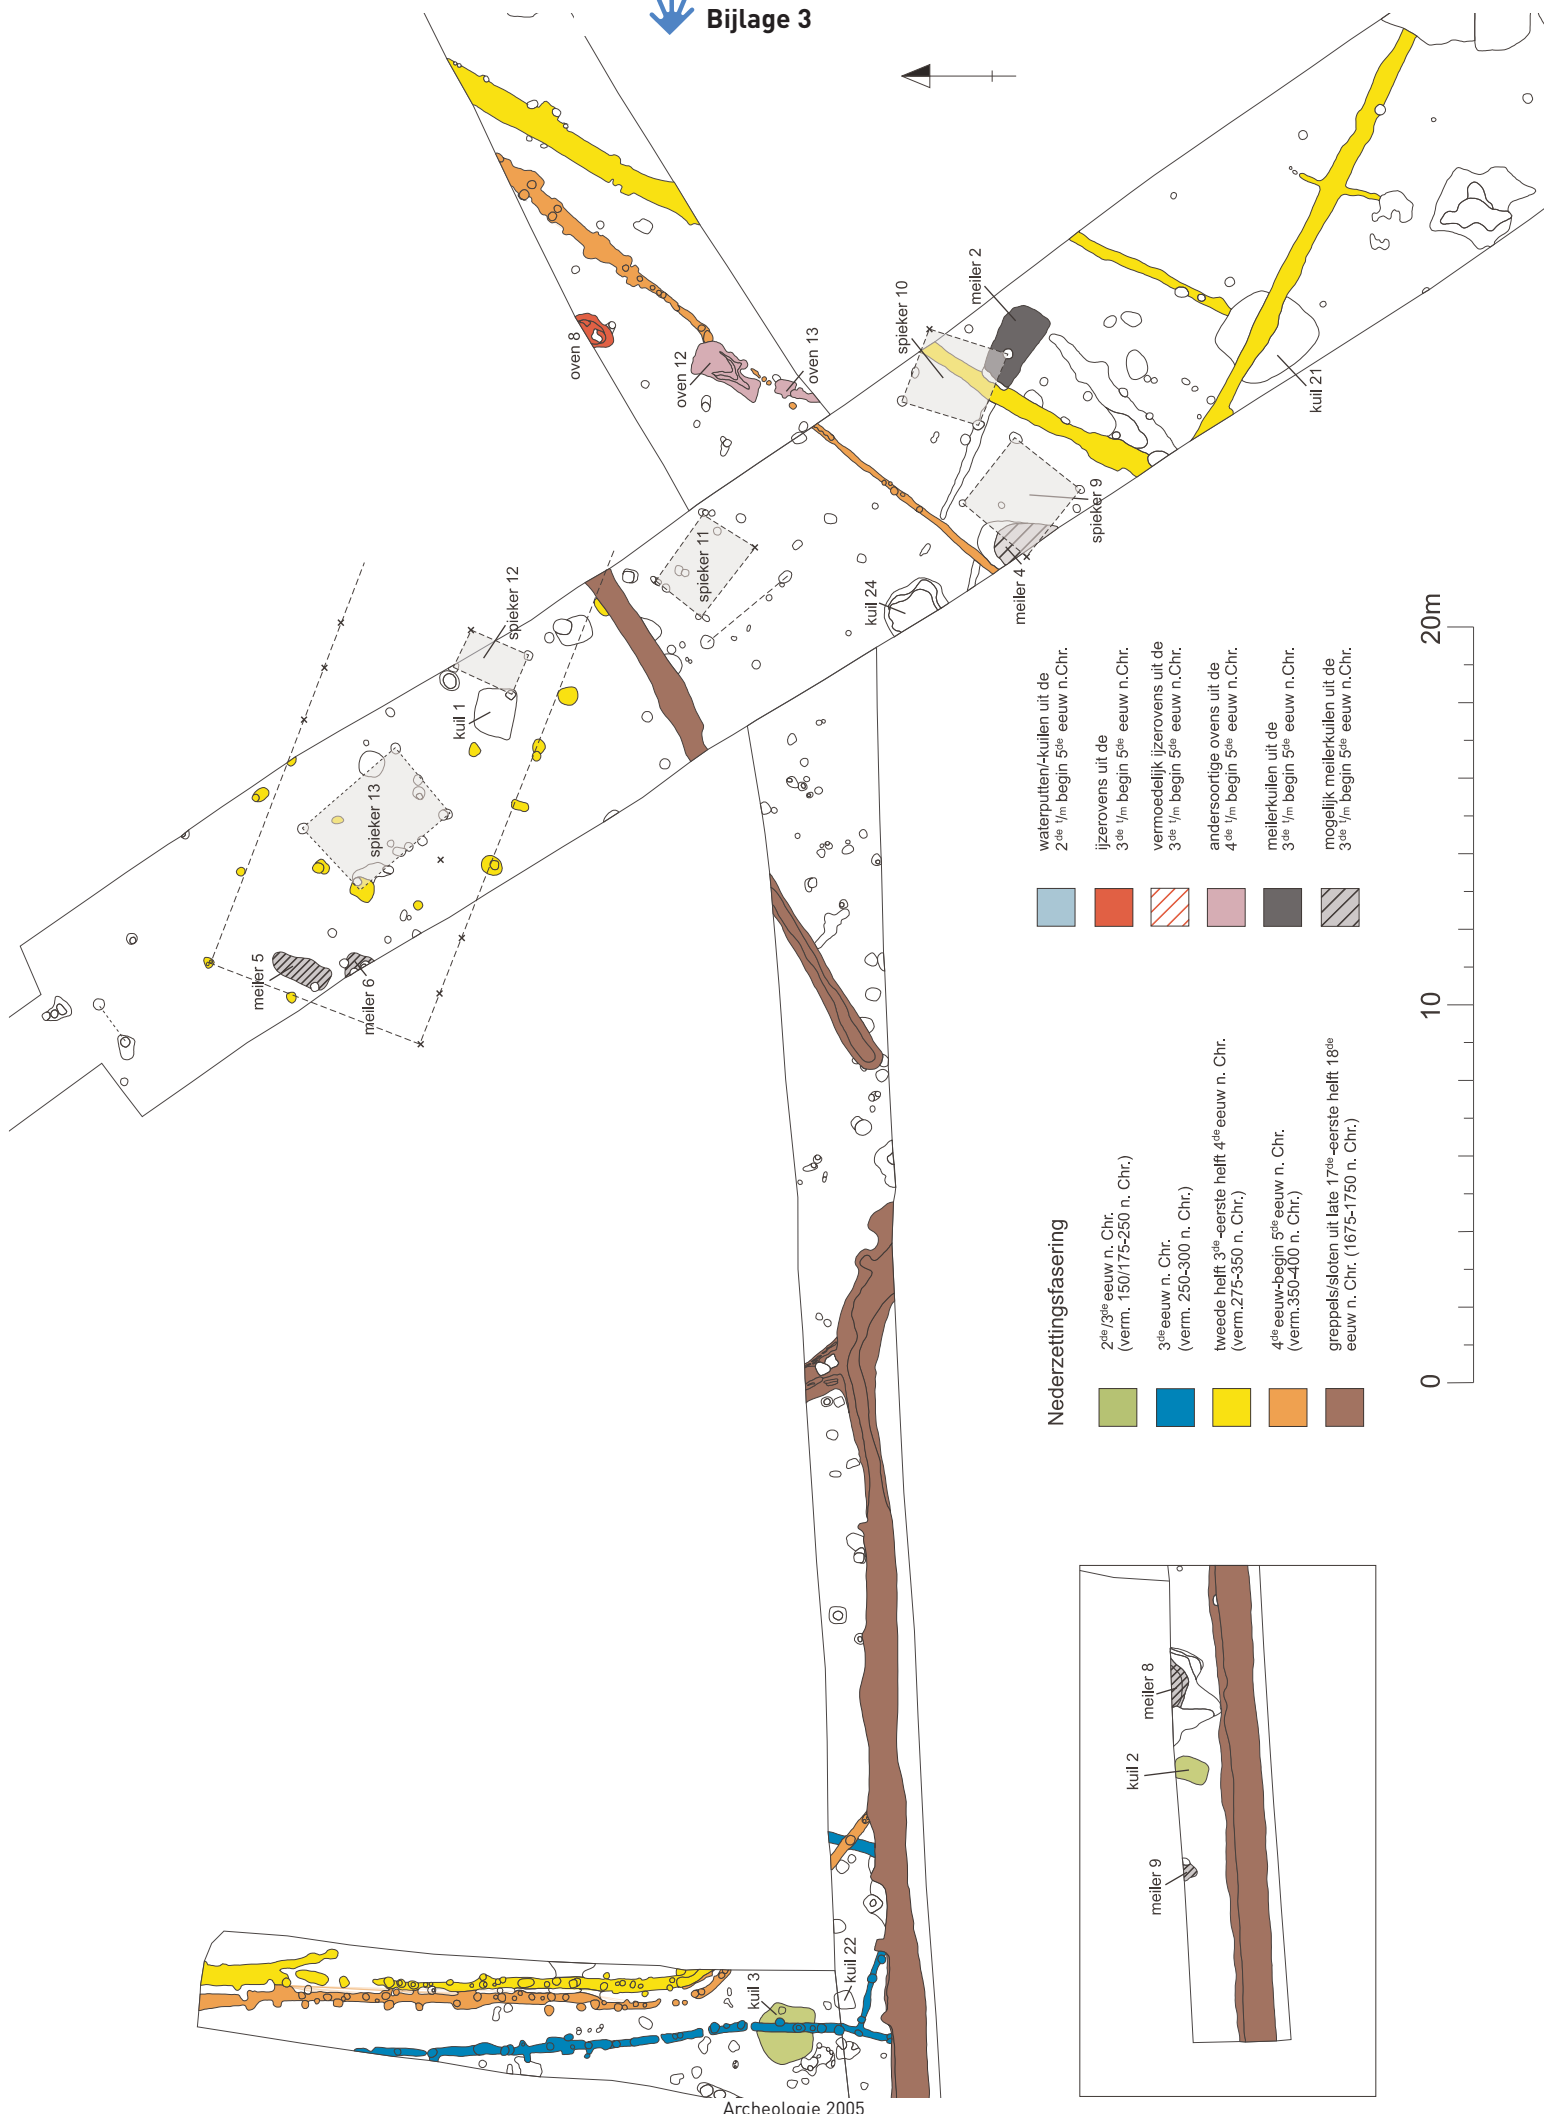 Bijlage 3
oven 8
oven 12
oven 13
spieker 10
meiler 2
kuil 21
spieker 9
meiler 4
kuil 24
spieker 11
spieker 12
kuil 1
spieker 13
meiler 5
meiler 6
waterputten/-kuilen uit de
2de t/m begin 5de eeuw n.Chr.
ijzerovens uit de
3de t/m begin 5de eeuw n.Chr.
vermoedelijk ijzerovens uit de
3de t/m begin 5de eeuw n.Chr.
andersoortige ovens uit de
4de t/m begin 5de eeuw n.Chr.
meilerkuilen uit de
3de t/m begin 5de eeuw n.Chr.
mogelijk meilerkuilen uit de
3de t/m begin 5de eeuw n.Chr.
Nederzettingsfasering
2de/3de eeuw n. Chr.
(verm. 150/175-250 n. Chr.)
3de eeuw n. Chr.
(verm. 250-300 n. Chr.)
tweede helft 3de-eerste helft 4de eeuw n. Chr.
(verm.275-350 n. Chr.)
4de eeuw-begin 5de eeuw n. Chr.
(verm.350-400 n. Chr.)
greppels/sloten uit late 17de-eerste helft 18de
eeuw n. Chr. (1675-1750 n. Chr.)
0
10
20m
kuil 3
kuil 22
meiler 8
kuil 2
meiler 9
Archeologie 2005